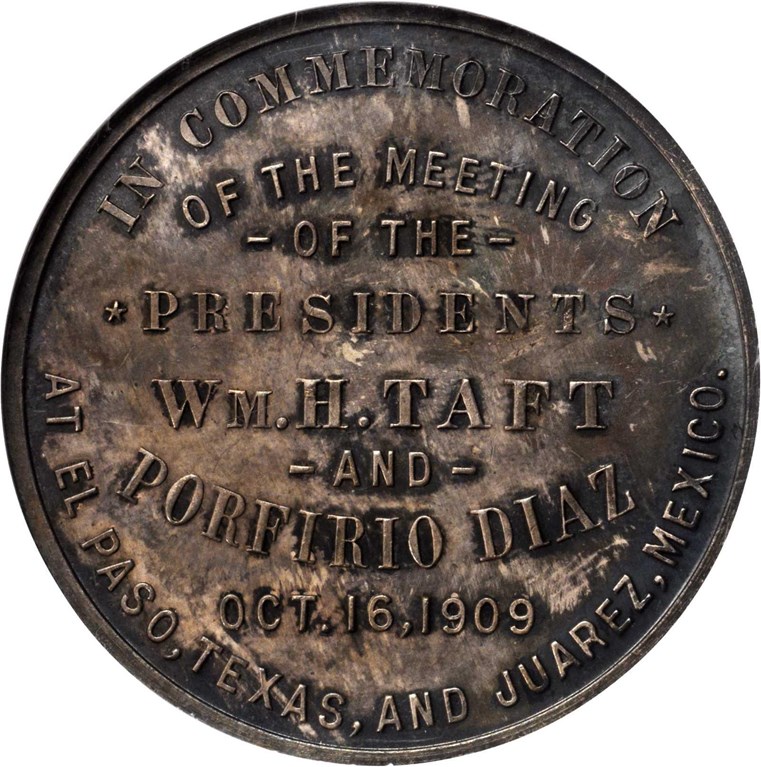 IN COMMEMORATION
OF THE MEETING
- OF THE -
* PRESIDENTS *
WM. H. TAFT
- AND -
PORFIRIO DIAZ
OCT. 16, 1909
AT EL PASO, TEXAS, AND JUAREZ, MEXICO.